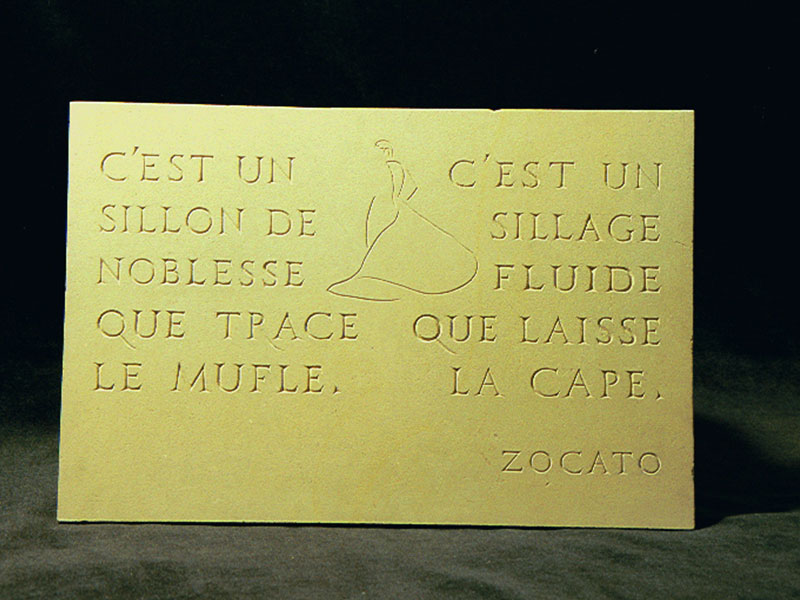 C'EST UN
SILLON DE
NOBLESSE
QUE TRACE
LE MUFLE.
C'EST UN
SILLAGE
FLUIDE
QUE LAISSE
LA CAPE.
ZOCATO